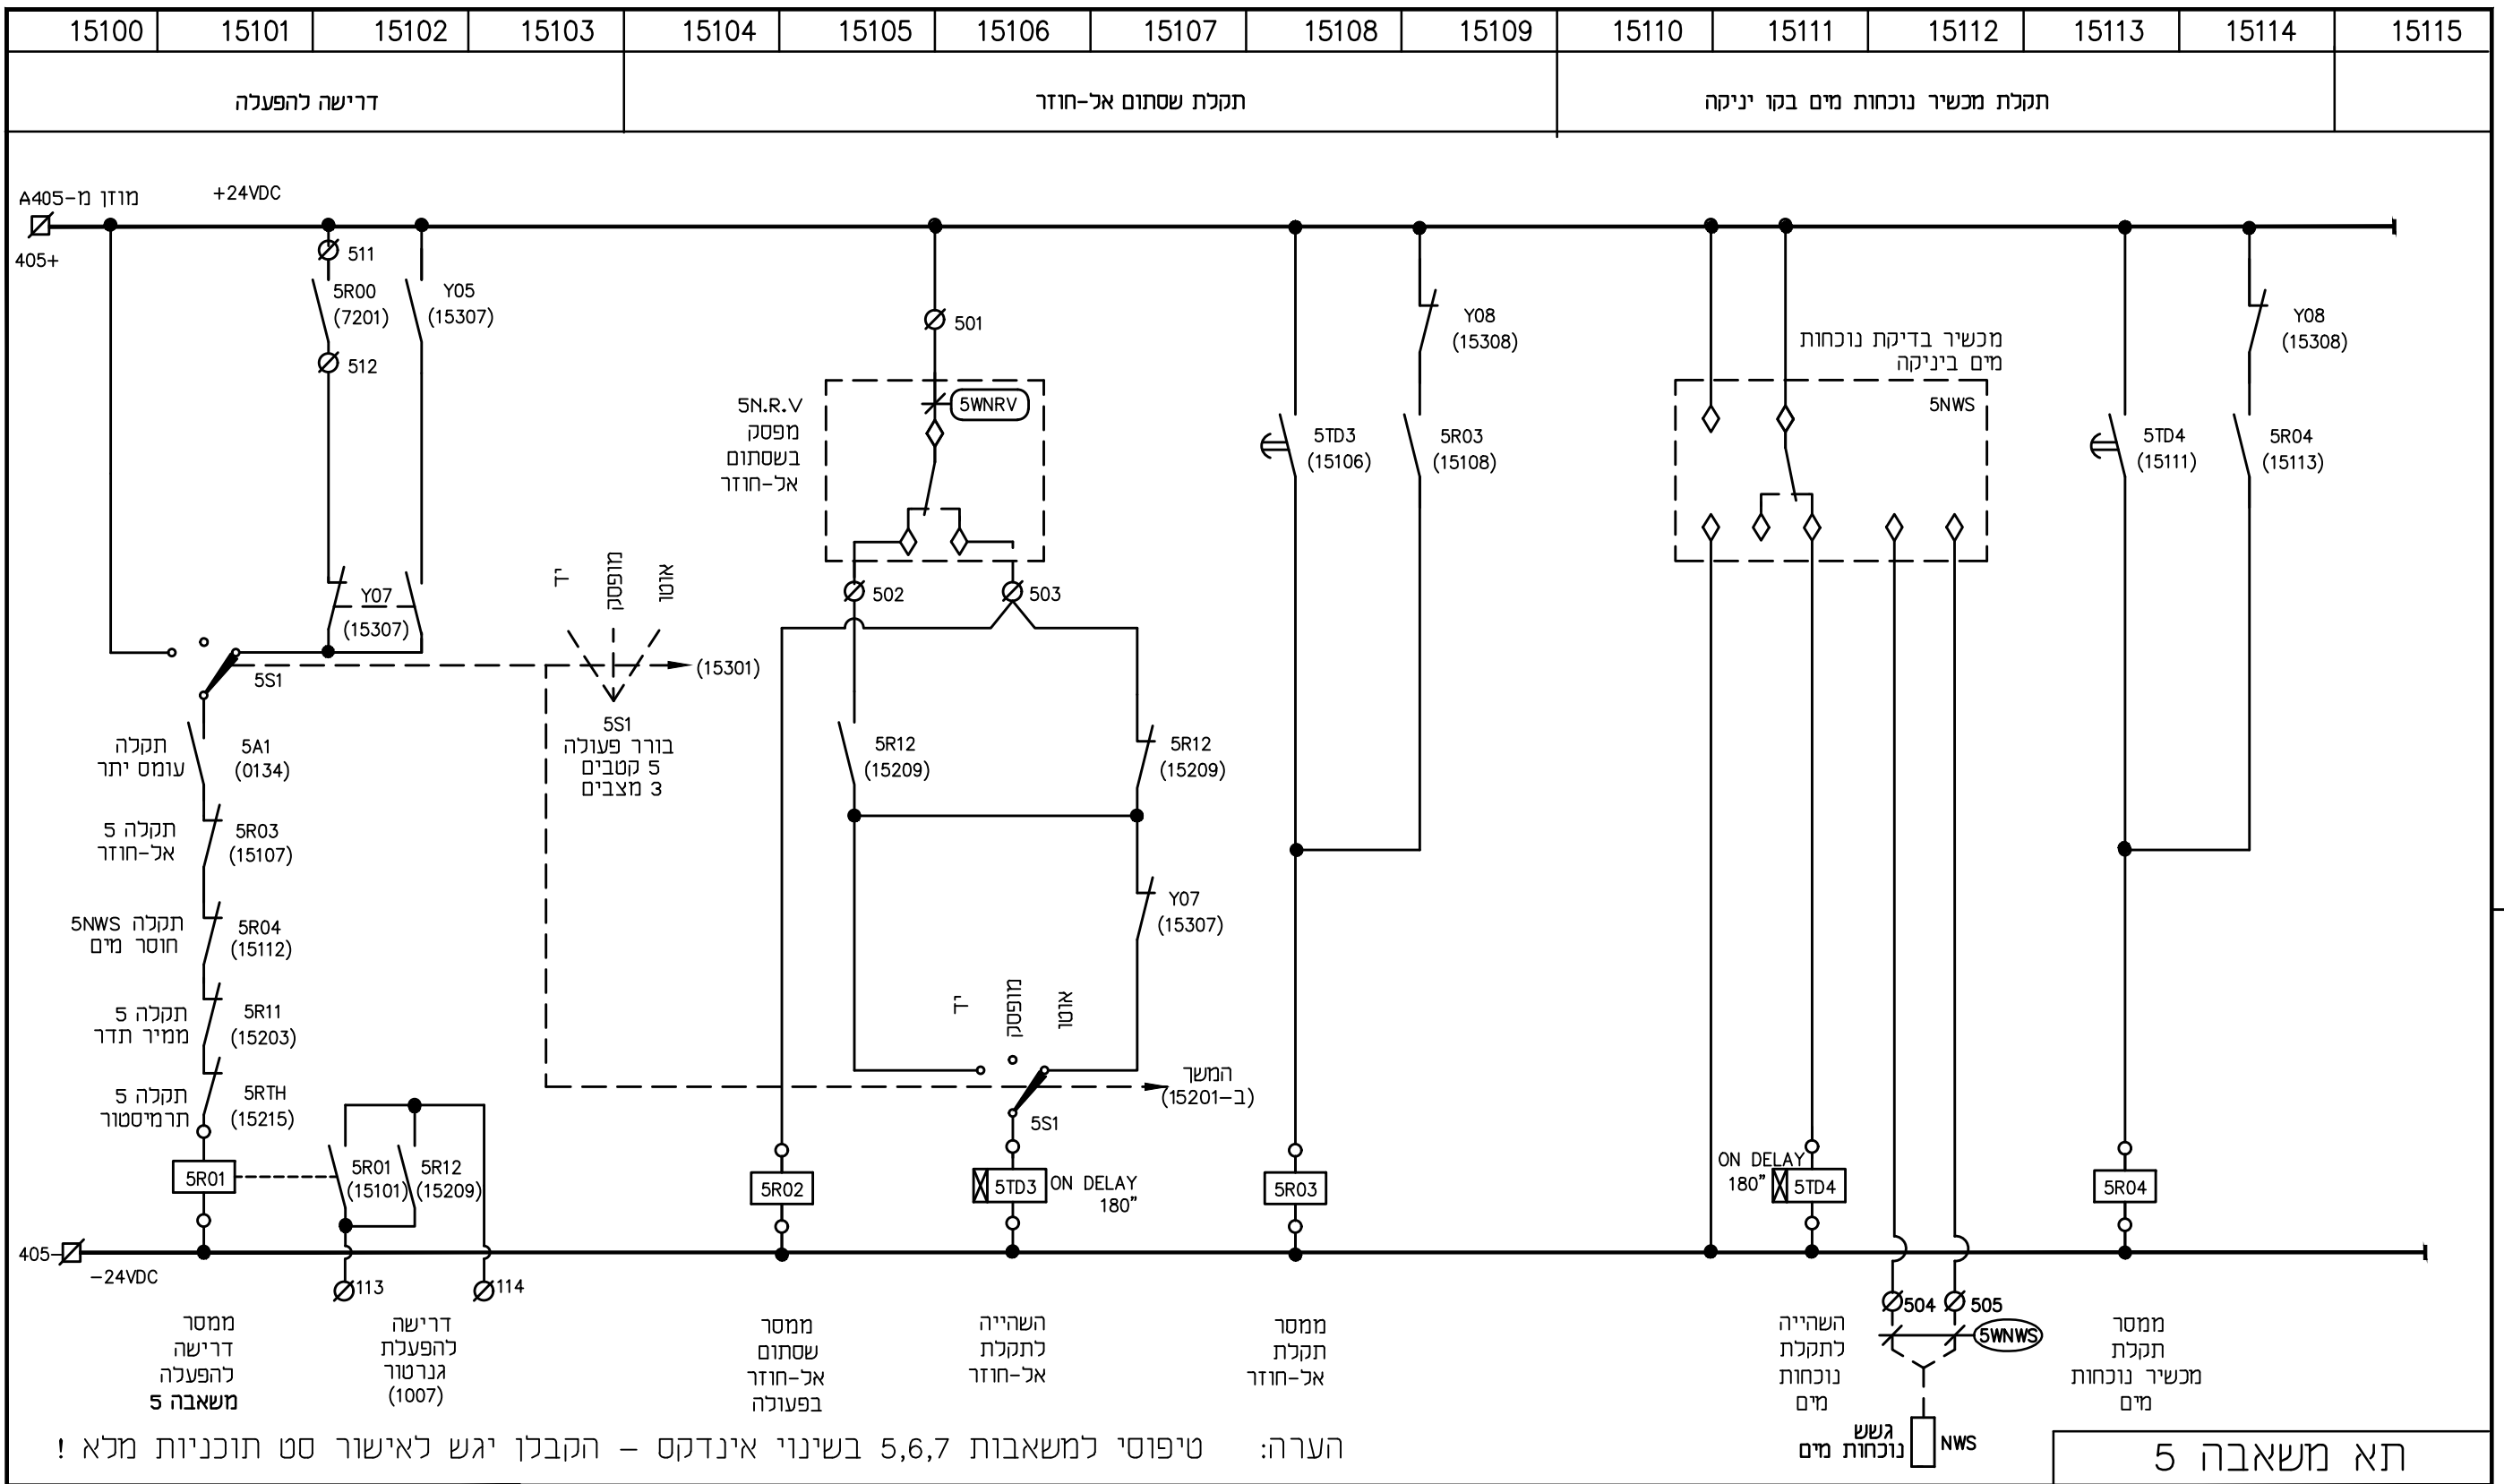 15100 15101 15102 15103 15104 15105 15106 15107 15108 15109 15110 15111 15112 15113 15114 15115
דרישה להפעלה
תקלת שסתום אל-חוזר
תקלת מכשיר נוכחות מים בקו יניקה
מוזן מ-A405
+24VDC
405+
511
5R00
(7201)
512
Y05
(15307)
Y07
(15307)
5S1
יד
מופסק
אוטו
(15301)
5S1
בורר פעולה
5 קטבים
3 מצבים
תקלה
עומס יתר
5A1
(0134)
תקלה 5
אל-חוזר
5R03
(15107)
תקלה 5NWS
חוסר מים
5R04
(15112)
תקלה 5
ממיר תדר
5R11
(15203)
תקלה 5
תרמיסטור
5RTH
(15215)
5R01
5R01
(15101)
5R12
(15209)
405-
-24VDC
113
114
ממסר
דרישה
להפעלה
משאבה 5
דרישה
להפעלת
גנרטור
(1007)
501
5WNRV
5N.R.V
מפסק
בשסתום
אל-חוזר
502
503
5R12
(15209)
5R12
(15209)
Y07
(15307)
יד
מופסק
אוטו
המשך
(ב-15201)
5S1
5R02
5TD3
ON DELAY
180"
ממסר
שסתום
אל-חוזר
בפעולה
השהייה
לתקלת
אל-חוזר
5TD3
(15106)
Y08
(15308)
5R03
(15108)
5R03
ממסר
תקלת
אל-חוזר
מכשיר בדיקת נוכחות
מים ביניקה
5NWS
ON DELAY
180"
5TD4
השהייה
לתקלת
נוכחות
מים
504
505
5WNWS
גשש
נוכחות מים
NWS
5TD4
(15111)
Y08
(15308)
5R04
(15113)
5R04
ממסר
תקלת
מכשיר נוכחות
מים
הערה: טיפוסי למשאבות 5,6,7 בשינוי אינדקס – הקבלן יגש לאישור סט תוכניות מלא !
תא משאבה 5